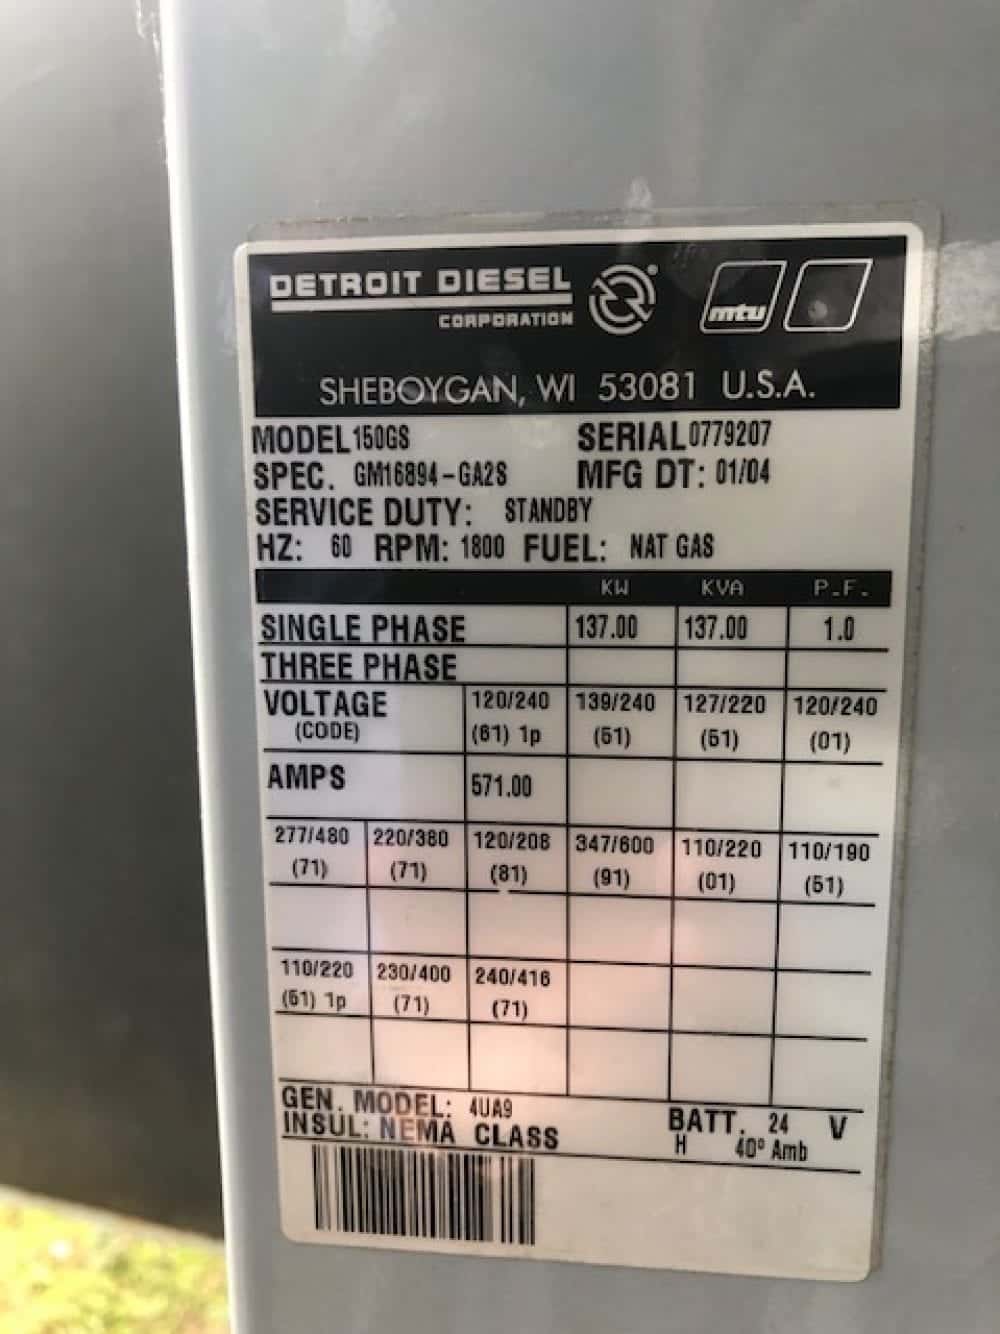 DETROIT DIESEL
CORPORATION
mtu
SHEBOYGAN, WI 53081 U.S.A.
MODEL 150GS SERIAL 0779207
SPEC. GM16894-GA2S MFG DT: 01/04
SERVICE DUTY: STANDBY
HZ: 60 RPM: 1800 FUEL: NAT GAS
KW KVA P.F.
SINGLE PHASE 137.00 137.00 1.0
THREE PHASE
VOLTAGE 120/240 139/240 127/220 120/240
(CODE) (61) 1p (51) (51) (01)
AMPS 571.00
277/480 220/380 120/208 347/600 110/220 110/190
(71) (71) (81) (91) (01) (51)
110/220 230/400 240/416
(51) 1p (71) (71)
GEN. MODEL: 4UA9 BATT. 24 V
INSUL: NEMA CLASS H 40° Amb